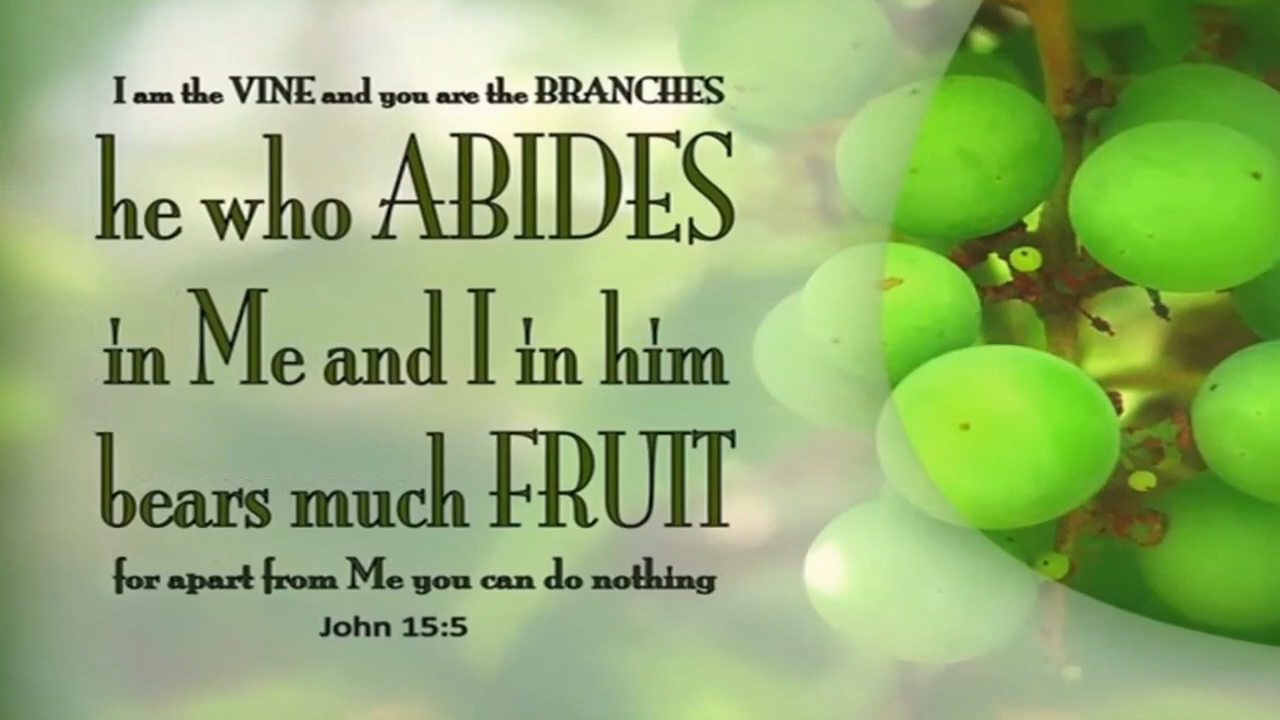 I am the VINE and you are the BRANCHES
he who ABIDES
in Me and I in him
bears much FRUIT
for apart from Me you can do nothing
John 15:5